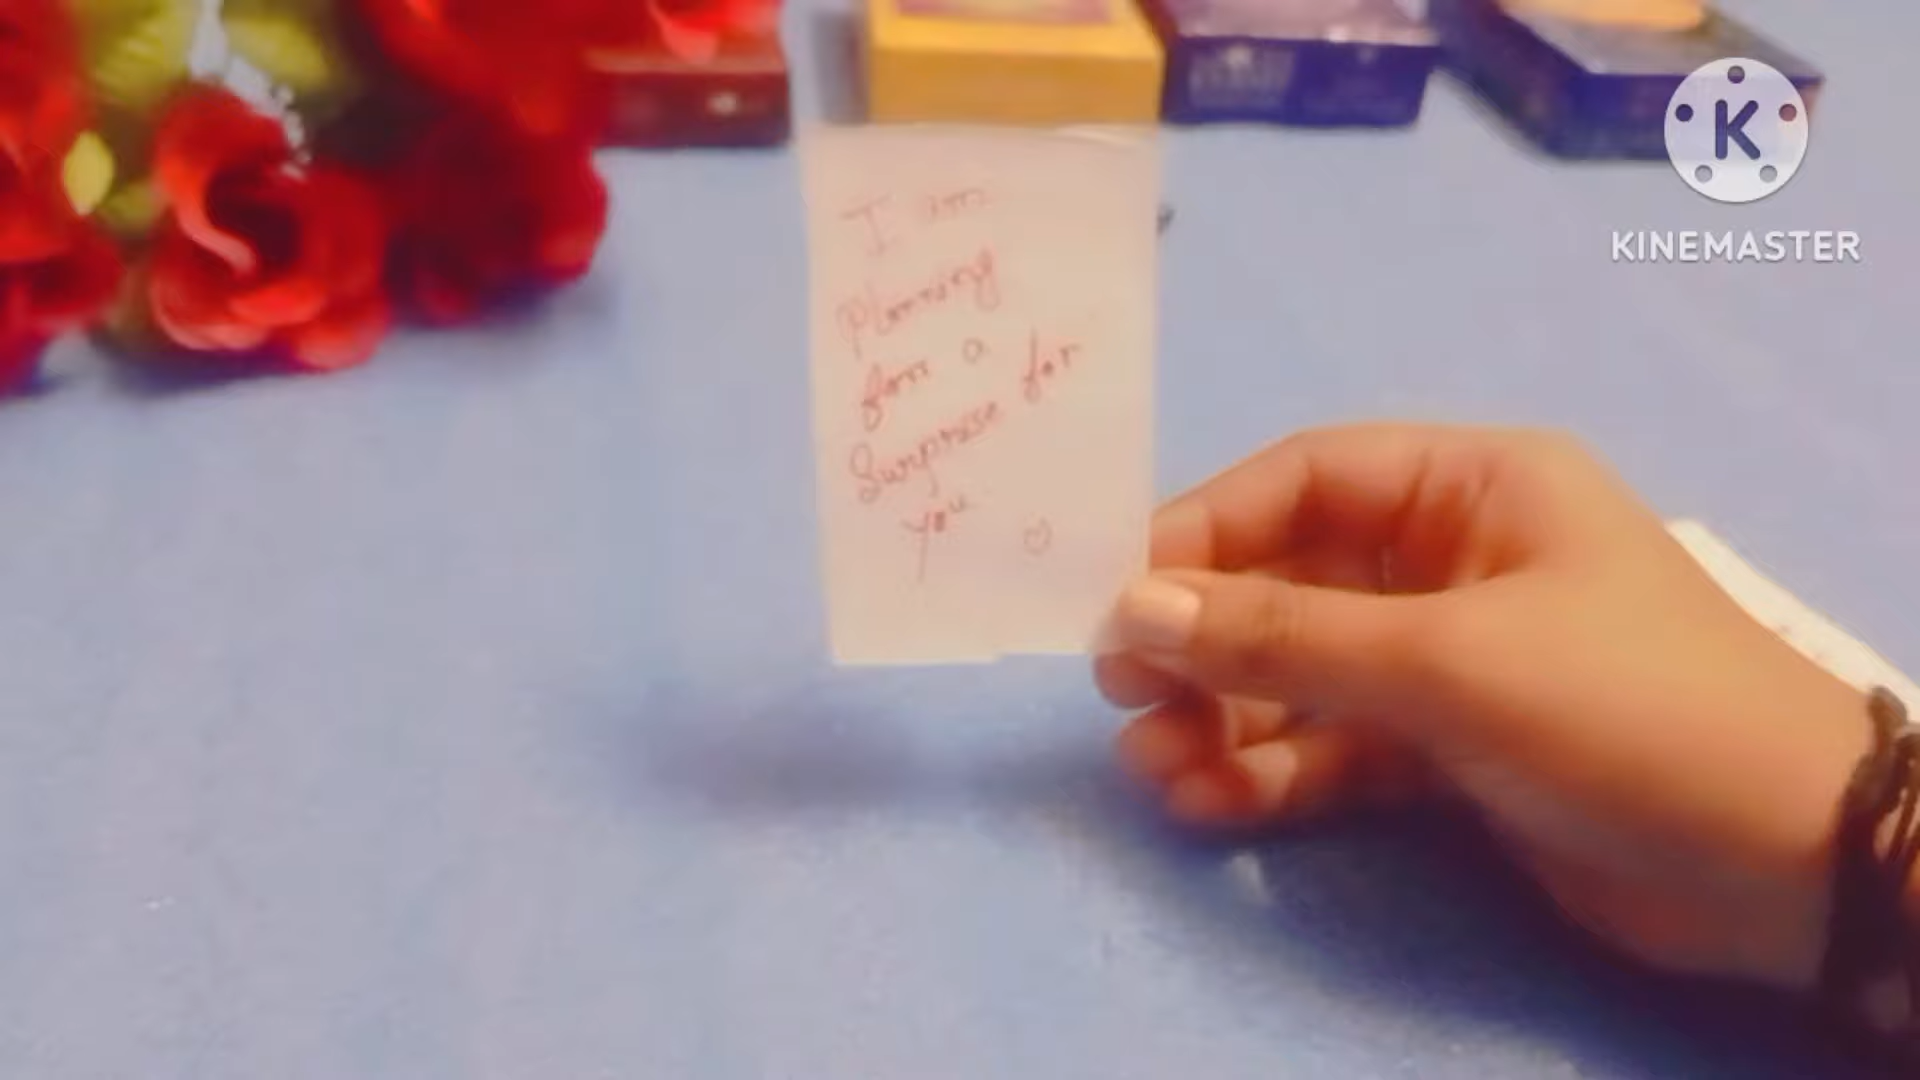 I am
Planning
for a
Surprise for
you
K
KINEMASTER